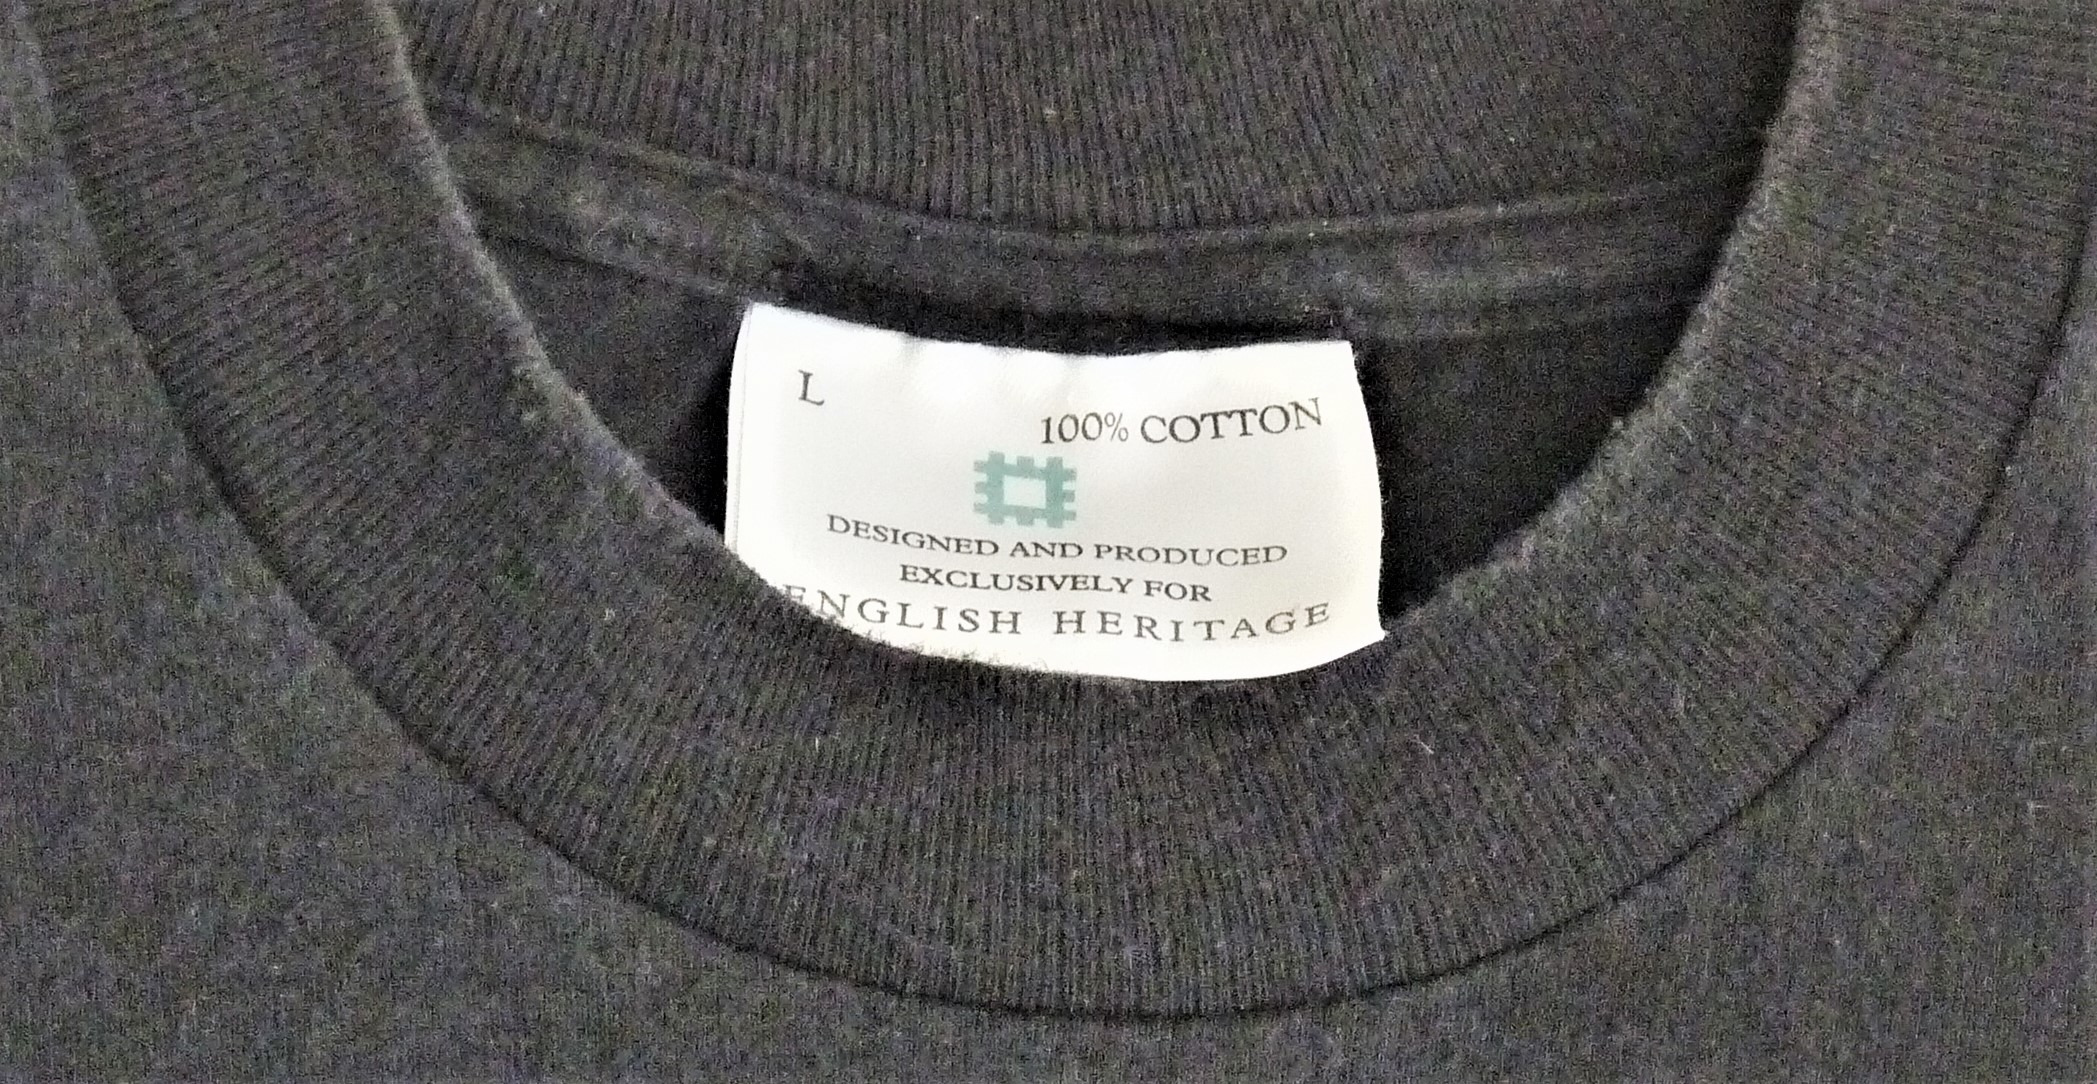 L
100% COTTON
DESIGNED AND PRODUCED
EXCLUSIVELY FOR
ENGLISH HERITAGE